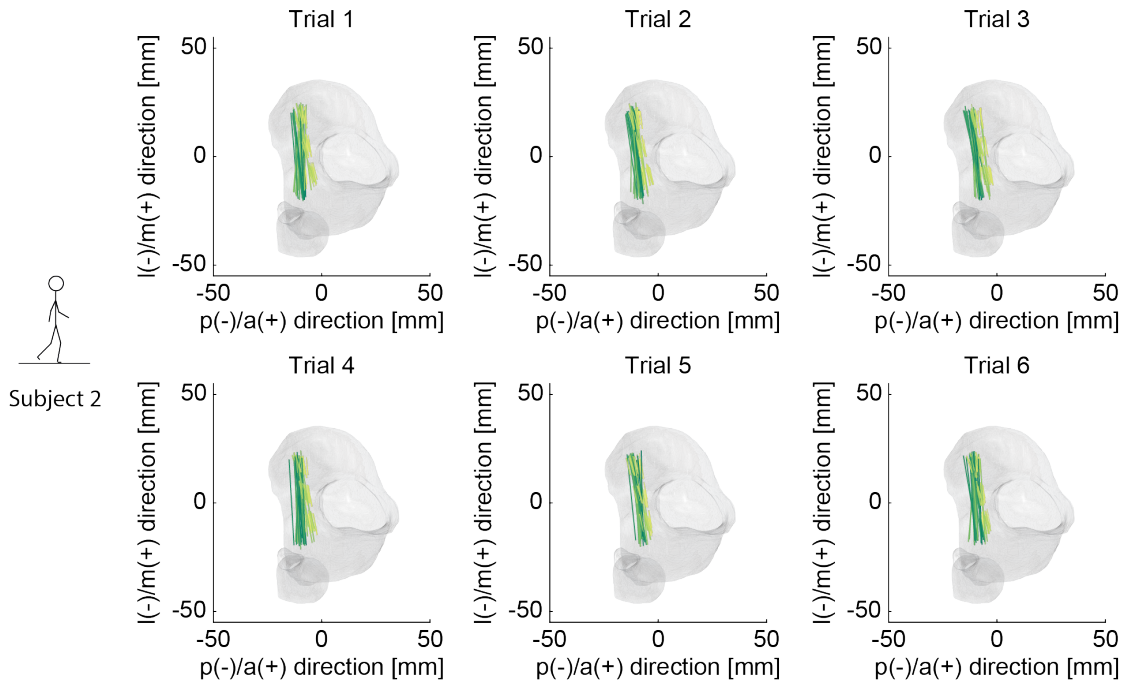 Trial 1
Trial 2
Trial 3
l(-)/m(+) direction [mm]
50
0
-50
-50
0
50
p(-)/a(+) direction [mm]
l(-)/m(+) direction [mm]
50
0
-50
-50
0
50
p(-)/a(+) direction [mm]
l(-)/m(+) direction [mm]
50
0
-50
-50
0
50
p(-)/a(+) direction [mm]
Subject 2
Trial 4
Trial 5
Trial 6
l(-)/m(+) direction [mm]
50
0
-50
-50
0
50
p(-)/a(+) direction [mm]
l(-)/m(+) direction [mm]
50
0
-50
-50
0
50
p(-)/a(+) direction [mm]
l(-)/m(+) direction [mm]
50
0
-50
-50
0
50
p(-)/a(+) direction [mm]